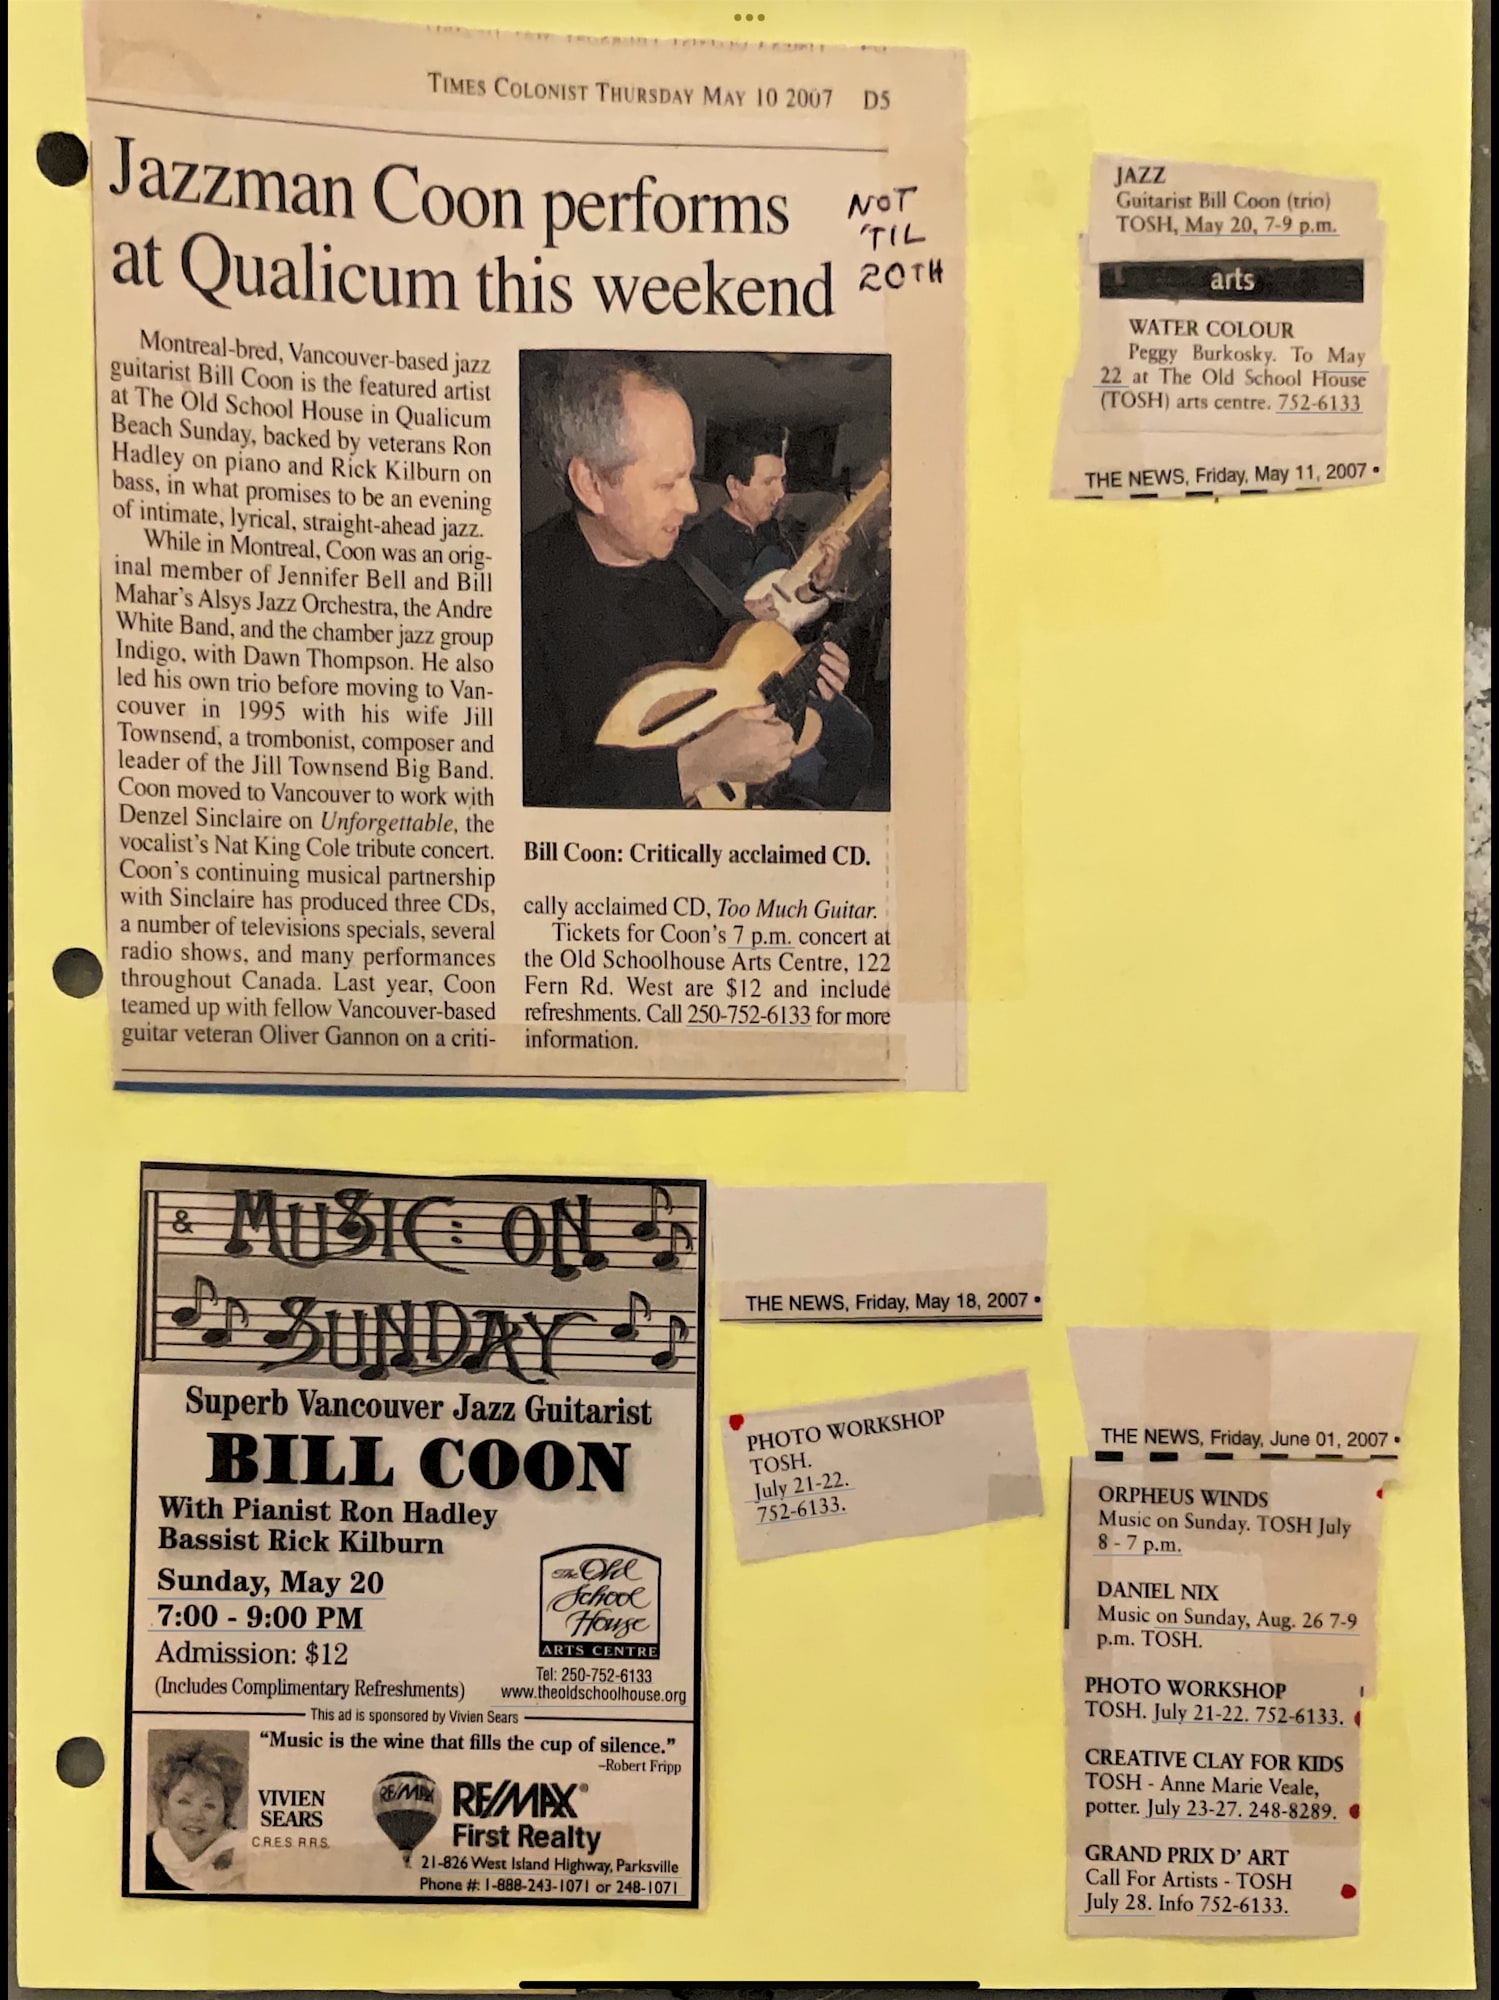 TIMES COLONIST THURSDAY MAY 10 2007 D5
Jazzman Coon performs
at Qualicum this weekend
NOT
'TIL
20TH
Montreal-bred, Vancouver-based jazz
guitarist Bill Coon is the featured artist
at The Old School House in Qualicum
Beach Sunday, backed by veterans Ron
Hadley on piano and Rick Kilburn on
bass, in what promises to be an evening
of intimate, lyrical, straight-ahead jazz.
While in Montreal, Coon was an orig-
inal member of Jennifer Bell and Bill
Mahar's Alsys Jazz Orchestra, the Andre
White Band, and the chamber jazz group
Indigo, with Dawn Thompson. He also
led his own trio before moving to Van-
couver in 1995 with his wife Jill
Townsend, a trombonist, composer and
leader of the Jill Townsend Big Band.
Coon moved to Vancouver to work with
Denzel Sinclaire on Unforgettable, the
vocalist's Nat King Cole tribute concert.
Coon's continuing musical partnership
with Sinclaire has produced three CDs,
a number of televisions specials, several
radio shows, and many performances
throughout Canada. Last year, Coon
teamed up with fellow Vancouver-based
guitar veteran Oliver Gannon on a criti-
Bill Coon: Critically acclaimed CD.
cally acclaimed CD, Too Much Guitar.
Tickets for Coon's 7 p.m. concert at
the Old Schoolhouse Arts Centre, 122
Fern Rd. West are $12 and include
refreshments. Call 250-752-6133 for more
information.
JAZZ
Guitarist Bill Coon (trio)
TOSH, May 20, 7-9 p.m.
arts
WATER COLOUR
Peggy Burkosky. To May
22 at The Old School House
(TOSH) arts centre. 752-6133
THE NEWS, Friday, May 11, 2007 •
& MUSIC: ON
SUNDAY
Superb Vancouver Jazz Guitarist
BILL COON
With Pianist Ron Hadley
Bassist Rick Kilburn
Sunday, May 20
7:00 - 9:00 PM
Admission: $12
(Includes Complimentary Refreshments)
The Old
School
House
ARTS CENTRE
Tel: 250-752-6133
www.theoldschoolhouse.org
This ad is sponsored by Vivien Sears
"Music is the wine that fills the cup of silence."
–Robert Fripp
VIVIEN
SEARS
C.R.E.S. R.R.S.
RE/MAX
RE/MAX®
First Realty
21-826 West Island Highway, Parksville
Phone #: 1-888-243-1071 or 248-1071
THE NEWS, Friday, May 18, 2007 •
PHOTO WORKSHOP
TOSH.
July 21-22.
752-6133.
THE NEWS, Friday, June 01, 2007 •
ORPHEUS WINDS
Music on Sunday. TOSH July
8 - 7 p.m.
DANIEL NIX
Music on Sunday, Aug. 26 7-9
p.m. TOSH.
PHOTO WORKSHOP
TOSH. July 21-22. 752-6133.
CREATIVE CLAY FOR KIDS
TOSH - Anne Marie Veale,
potter. July 23-27. 248-8289.
GRAND PRIX D' ART
Call For Artists - TOSH
July 28. Info 752-6133.